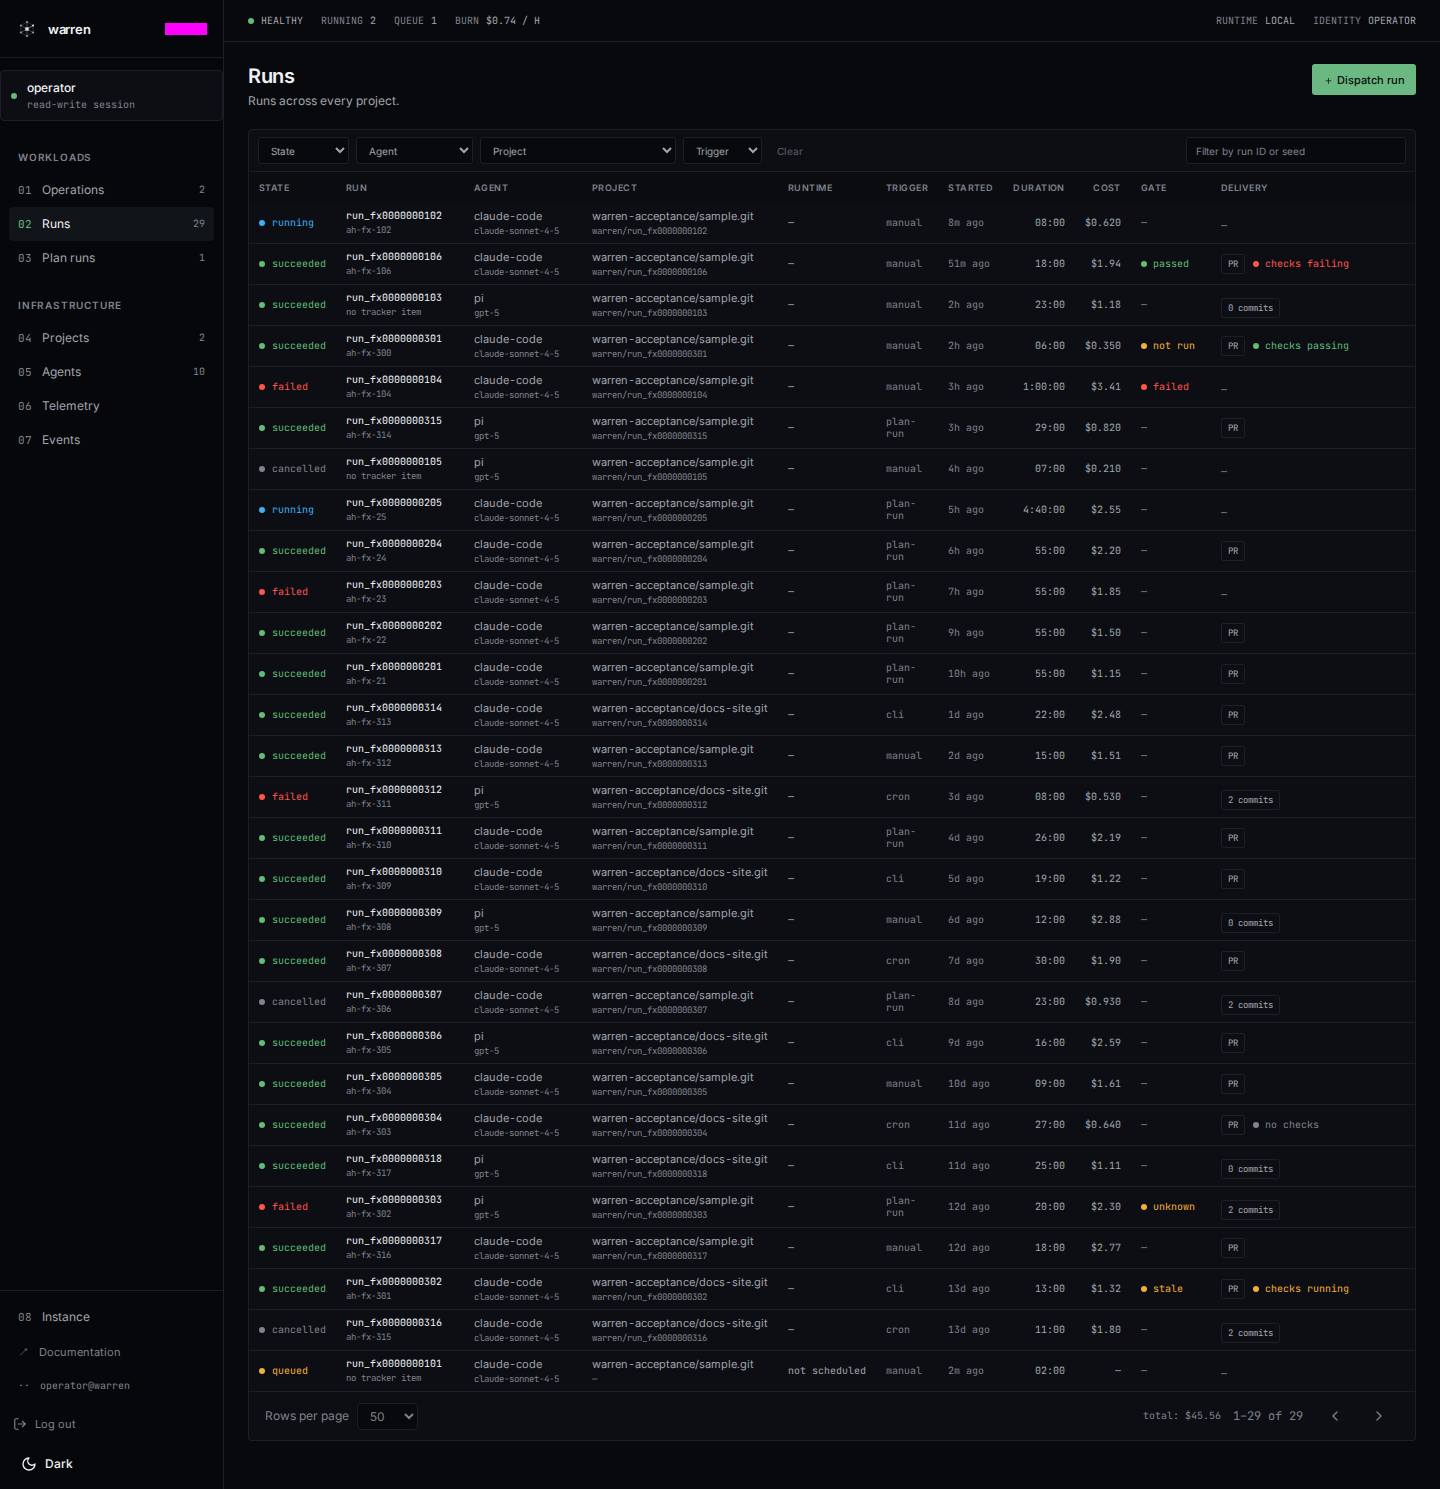 warren
HEALTHY RUNNING 2 QUEUE 1 BURN $0.74 / H
RUNTIME LOCAL IDENTITY OPERATOR
operator
read-write session
WORKLOADS
01 Operations 2
02 Runs 29
03 Plan runs 1
INFRASTRUCTURE
04 Projects 2
05 Agents 10
06 Telemetry
07 Events
08 Instance
Documentation
operator@warren
Log out
Dark
Runs
Runs across every project.
+ Dispatch run
State Agent Project Trigger Clear Filter by run ID or seed
STATE RUN AGENT PROJECT RUNTIME TRIGGER STARTED DURATION COST GATE DELIVERY
running run_fx0000000102 claude-code warren-acceptance/sample.git – manual 8m ago 08:00 $0.620 – –
ah-fx-102 claude-sonnet-4-5 warren/run_fx0000000102
succeeded run_fx0000000106 claude-code warren-acceptance/sample.git – manual 51m ago 18:00 $1.94 passed PR checks failing
ah-fx-106 claude-sonnet-4-5 warren/run_fx0000000106
succeeded run_fx0000000103 pi warren-acceptance/sample.git – manual 2h ago 23:00 $1.18 – 0 commits
no tracker item gpt-5 warren/run_fx0000000103
succeeded run_fx0000000301 claude-code warren-acceptance/sample.git – manual 2h ago 06:00 $0.350 not run PR checks passing
ah-fx-300 claude-sonnet-4-5 warren/run_fx0000000301
failed run_fx0000000104 claude-code warren-acceptance/sample.git – manual 3h ago 1:00:00 $3.41 failed –
ah-fx-104 claude-sonnet-4-5 warren/run_fx0000000104
succeeded run_fx0000000315 pi warren-acceptance/sample.git – plan-run 3h ago 29:00 $0.820 – PR
ah-fx-314 gpt-5 warren/run_fx0000000315
cancelled run_fx0000000105 pi warren-acceptance/sample.git – manual 4h ago 07:00 $0.210 – –
no tracker item gpt-5 warren/run_fx0000000105
running run_fx0000000205 claude-code warren-acceptance/sample.git – plan-run 5h ago 4:40:00 $2.55 – –
ah-fx-25 claude-sonnet-4-5 warren/run_fx0000000205
succeeded run_fx0000000204 claude-code warren-acceptance/sample.git – plan-run 6h ago 55:00 $2.20 – PR
ah-fx-24 claude-sonnet-4-5 warren/run_fx0000000204
failed run_fx0000000203 claude-code warren-acceptance/sample.git – plan-run 7h ago 55:00 $1.85 – –
ah-fx-23 claude-sonnet-4-5 warren/run_fx0000000203
succeeded run_fx0000000202 claude-code warren-acceptance/sample.git – plan-run 9h ago 55:00 $1.50 – PR
ah-fx-22 claude-sonnet-4-5 warren/run_fx0000000202
succeeded run_fx0000000201 claude-code warren-acceptance/sample.git – plan-run 10h ago 55:00 $1.15 – PR
ah-fx-21 claude-sonnet-4-5 warren/run_fx0000000201
succeeded run_fx0000000314 claude-code warren-acceptance/docs-site.git – cli 1d ago 22:00 $2.48 – PR
ah-fx-313 claude-sonnet-4-5 warren/run_fx0000000314
succeeded run_fx0000000313 claude-code warren-acceptance/sample.git – manual 2d ago 15:00 $1.51 – PR
ah-fx-312 claude-sonnet-4-5 warren/run_fx0000000313
failed run_fx0000000312 pi warren-acceptance/docs-site.git – cron 3d ago 08:00 $0.530 – 2 commits
ah-fx-311 gpt-5 warren/run_fx0000000312
succeeded run_fx0000000311 claude-code warren-acceptance/sample.git – plan-run 4d ago 26:00 $2.19 – PR
ah-fx-310 claude-sonnet-4-5 warren/run_fx0000000311
succeeded run_fx0000000310 claude-code warren-acceptance/docs-site.git – cli 5d ago 19:00 $1.22 – PR
ah-fx-309 claude-sonnet-4-5 warren/run_fx0000000310
succeeded run_fx0000000309 pi warren-acceptance/sample.git – manual 6d ago 12:00 $2.88 – 0 commits
ah-fx-308 gpt-5 warren/run_fx0000000309
succeeded run_fx0000000308 claude-code warren-acceptance/docs-site.git – cron 7d ago 30:00 $1.90 – PR
ah-fx-307 claude-sonnet-4-5 warren/run_fx0000000308
cancelled run_fx0000000307 claude-code warren-acceptance/sample.git – plan-run 8d ago 23:00 $0.930 – 2 commits
ah-fx-306 claude-sonnet-4-5 warren/run_fx0000000307
succeeded run_fx0000000306 pi warren-acceptance/docs-site.git – cli 9d ago 16:00 $2.59 – PR
ah-fx-305 gpt-5 warren/run_fx0000000306
succeeded run_fx0000000305 claude-code warren-acceptance/sample.git – manual 10d ago 09:00 $1.61 – PR
ah-fx-304 claude-sonnet-4-5 warren/run_fx0000000305
succeeded run_fx0000000304 claude-code warren-acceptance/docs-site.git – cron 11d ago 27:00 $0.640 – PR no checks
ah-fx-303 claude-sonnet-4-5 warren/run_fx0000000304
succeeded run_fx0000000318 pi warren-acceptance/docs-site.git – cli 11d ago 25:00 $1.11 – 0 commits
ah-fx-317 gpt-5 warren/run_fx0000000318
failed run_fx0000000303 pi warren-acceptance/sample.git – plan-run 12d ago 20:00 $2.30 unknown 2 commits
ah-fx-302 gpt-5 warren/run_fx0000000303
succeeded run_fx0000000317 claude-code warren-acceptance/sample.git – manual 12d ago 18:00 $2.77 – PR
ah-fx-316 claude-sonnet-4-5 warren/run_fx0000000317
succeeded run_fx0000000302 claude-code warren-acceptance/docs-site.git – cli 13d ago 13:00 $1.32 stale PR checks running
ah-fx-301 claude-sonnet-4-5 warren/run_fx0000000302
cancelled run_fx0000000316 claude-code warren-acceptance/docs-site.git – cron 13d ago 11:00 $1.80 – 2 commits
ah-fx-315 claude-sonnet-4-5 warren/run_fx0000000316
queued run_fx0000000101 claude-code warren-acceptance/sample.git not scheduled manual 2m ago 02:00 – – –
no tracker item claude-sonnet-4-5 –
Rows per page 50 total: $45.56 1–29 of 29